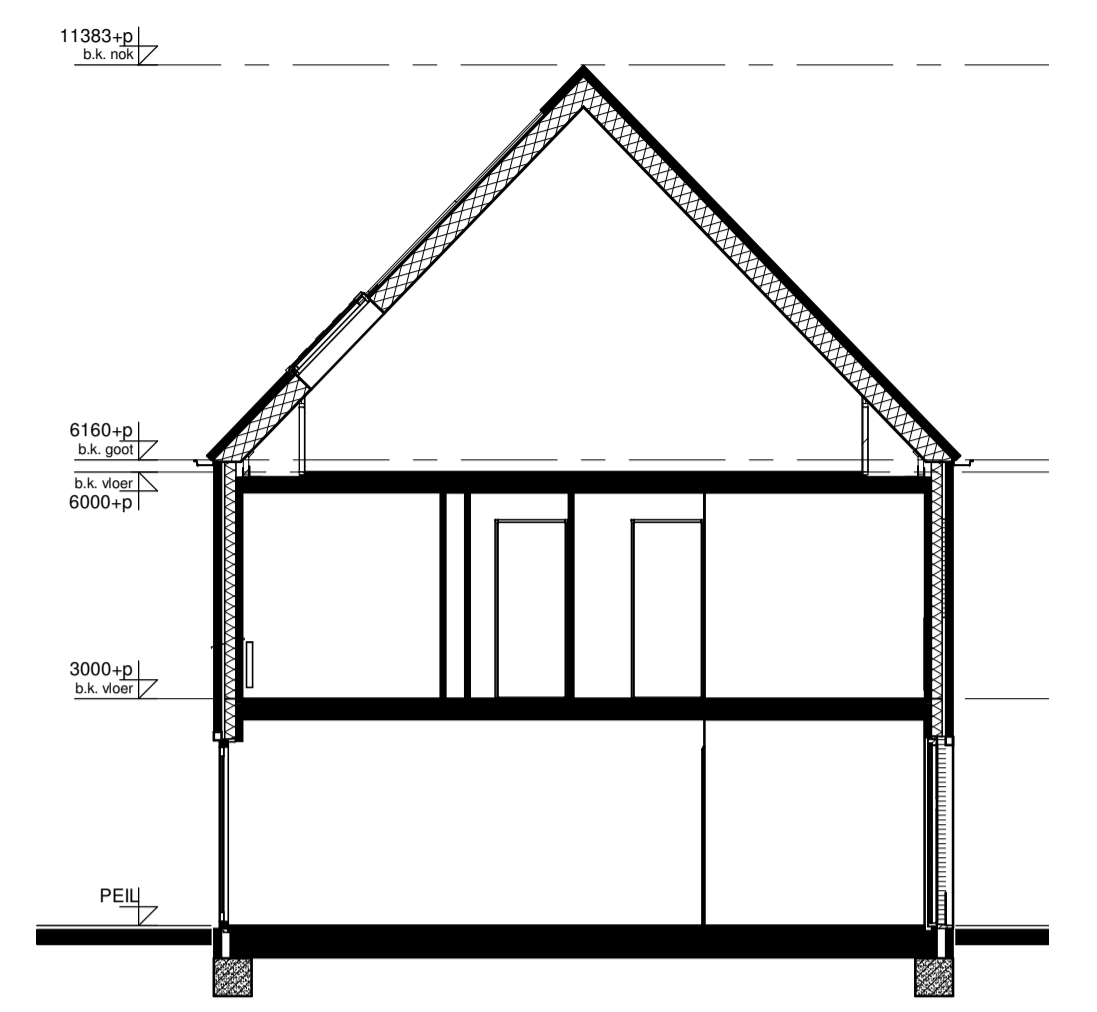 11383+p
b.k. nok
6160+p
b.k. goot
b.k. vloer
6000+p
3000+p
b.k. vloer
PEIL